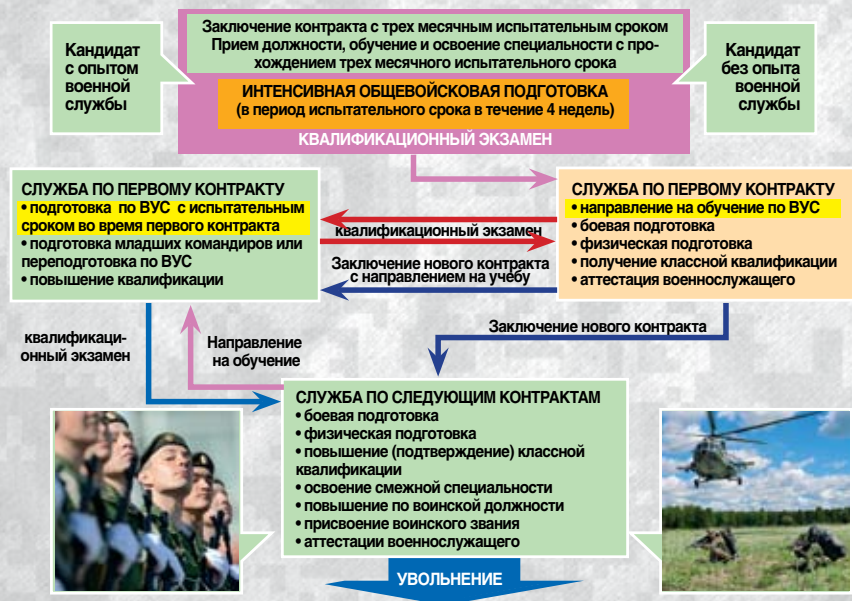 Заключение контракта с трех месячным испытательным сроком
Прием должности, обучение и освоение специальности с про-
хождением трех месячного испытательного срока
Кандидат
с опытом
военной
службы
Кандидат
без опыта
военной
службы
ИНТЕНСИВНАЯ ОБЩЕВОЙСКОВАЯ ПОДГОТОВКА
(в период испытательного срока в течение 4 недель)
КВАЛИФИКАЦИОННЫЙ ЭКЗАМЕН
СЛУЖБА ПО ПЕРВОМУ КОНТРАКТУ
• подготовка по ВУС с испытательным
сроком во время первого контракта
• подготовка младших командиров или
переподготовка по ВУС
• повышение квалификации
квалификационный экзамен
Заключение нового контракта
с направлением на учебу
СЛУЖБА ПО ПЕРВОМУ КОНТРАКТУ
• направление на обучение по ВУС
• боевая подготовка
• физическая подготовка
• получение классной квалификации
• аттестация военнослужащего
Заключение нового контракта
квалификаци-
онный экзамен
Направление
на обучение
СЛУЖБА ПО СЛЕДУЮЩИМ КОНТРАКТАМ
• боевая подготовка
• физическая подготовка
• повышение (подтверждение) классной
квалификации
• освоение смежной специальности
• повышение по воинской должности
• присвоение воинского звания
• аттестации военнослужащего
УВОЛЬНЕНИЕ